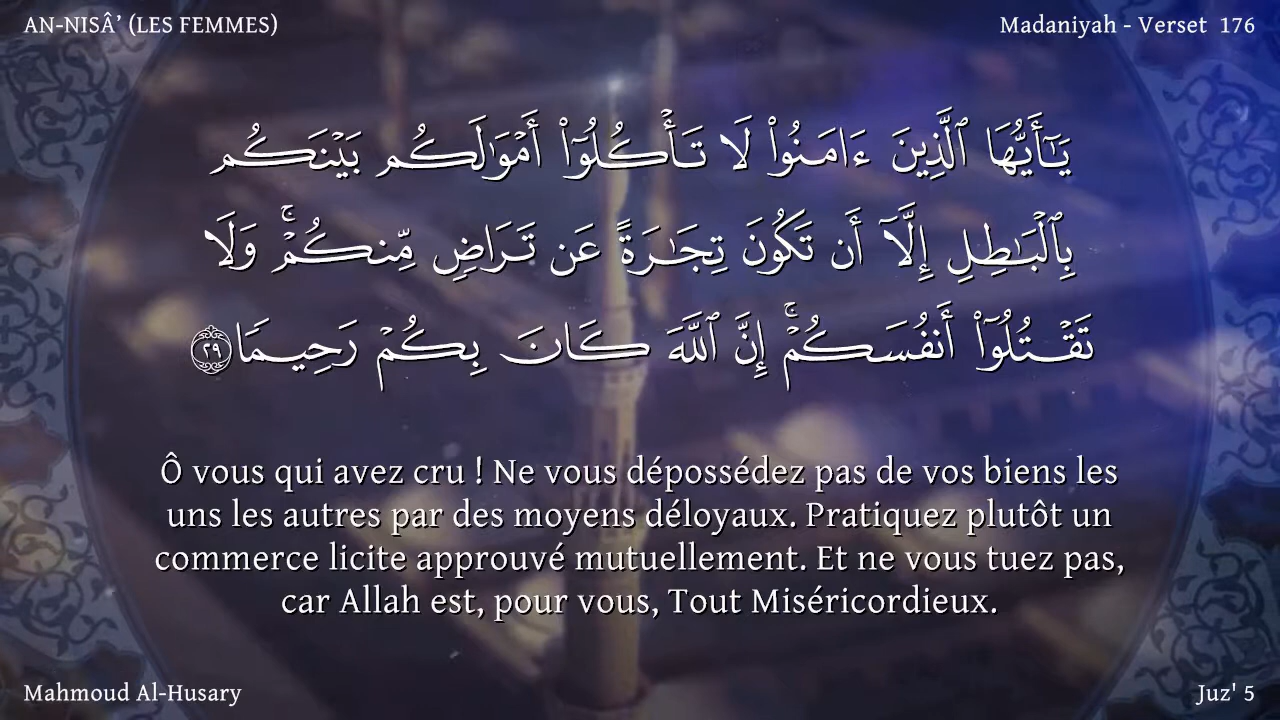 AN-NISÂ’ (LES FEMMES)
Madaniyah - Verset 176
يَـٰٓأَيُّهَا ٱلَّذِينَ ءَامَنُوا۟ لَا تَأْكُلُوٓا۟ أَمْوَٰلَكُم بَيْنَكُم
بِٱلْبَـٰطِلِ إِلَّآ أَن تَكُونَ تِجَـٰرَةً عَن تَرَاضٍ مِّنكُمْ ۚ وَلَا
تَقْتُلُوٓا۟ أَنفُسَكُمْ ۚ إِنَّ ٱللَّهَ كَانَ بِكُمْ رَحِيمًا ٢٩
Ô vous qui avez cru ! Ne vous dépossédez pas de vos biens les
uns les autres par des moyens déloyaux. Pratiquez plutôt un
commerce licite approuvé mutuellement. Et ne vous tuez pas,
car Allah est, pour vous, Tout Miséricordieux.
Mahmoud Al-Husary
Juz' 5